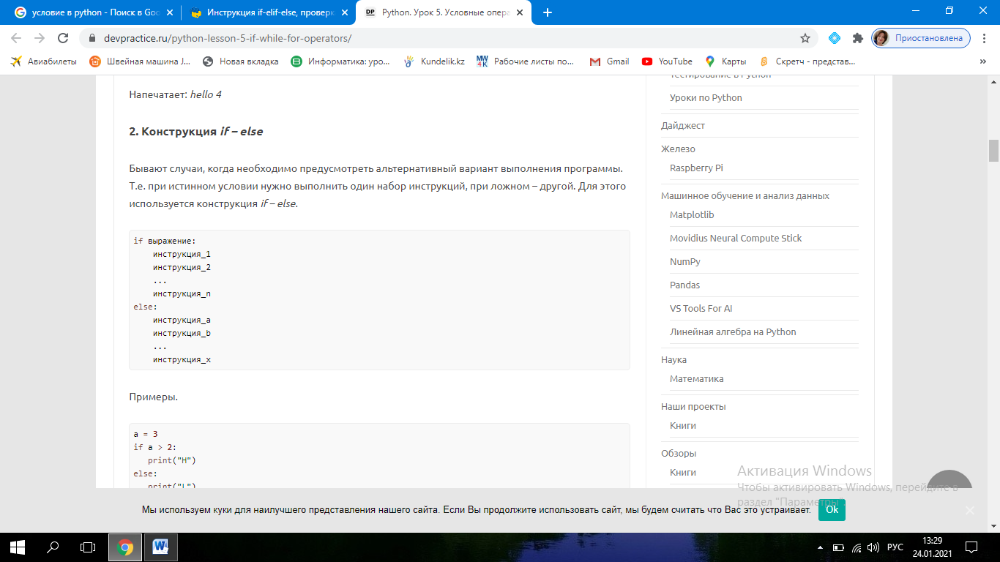 условие в python - Поиск в Goo
Инструкция if-elif-else, проверк
Python. Урок 5. Условные опера
devpractice.ru/python-lesson-5-if-while-for-operators/
Приостановлена
Авиабилеты
Швейная машина J...
Новая вкладка
Информатика: уро...
Kundelik.kz
Рабочие листы по...
Gmail
YouTube
Карты
Скретч - представ...
»
Напечатает: hello 4
2. Конструкция if – else
Бывают случаи, когда необходимо предусмотреть альтернативный вариант выполнения программы.
Т.е. при истинном условии нужно выполнить один набор инструкций, при ложном – другой. Для этого
используется конструкция if – else.
if выражение:
инструкция_1
инструкция_2
...
инструкция_n
else:
инструкция_a
инструкция_b
...
инструкция_x
Примеры.
a = 3
if a > 2:
print("H")
else:
print("L")
Тестирование в Python
Уроки по Python
Дайджест
Железо
Raspberry Pi
Машинное обучение и анализ данных
Matplotlib
Movidius Neural Compute Stick
NumPy
Pandas
VS Tools For AI
Линейная алгебра на Python
Наука
Математика
Наши проекты
Книги
Обзоры
Книги
Активация Windows
Чтобы активировать Windows, перейдите в
раздел "Параметры".
Мы используем куки для наилучшего представления нашего сайта. Если Вы продолжите использовать сайт, мы будем считать что Вас это устраивает.
Ok
РУС
13:29
24.01.2021